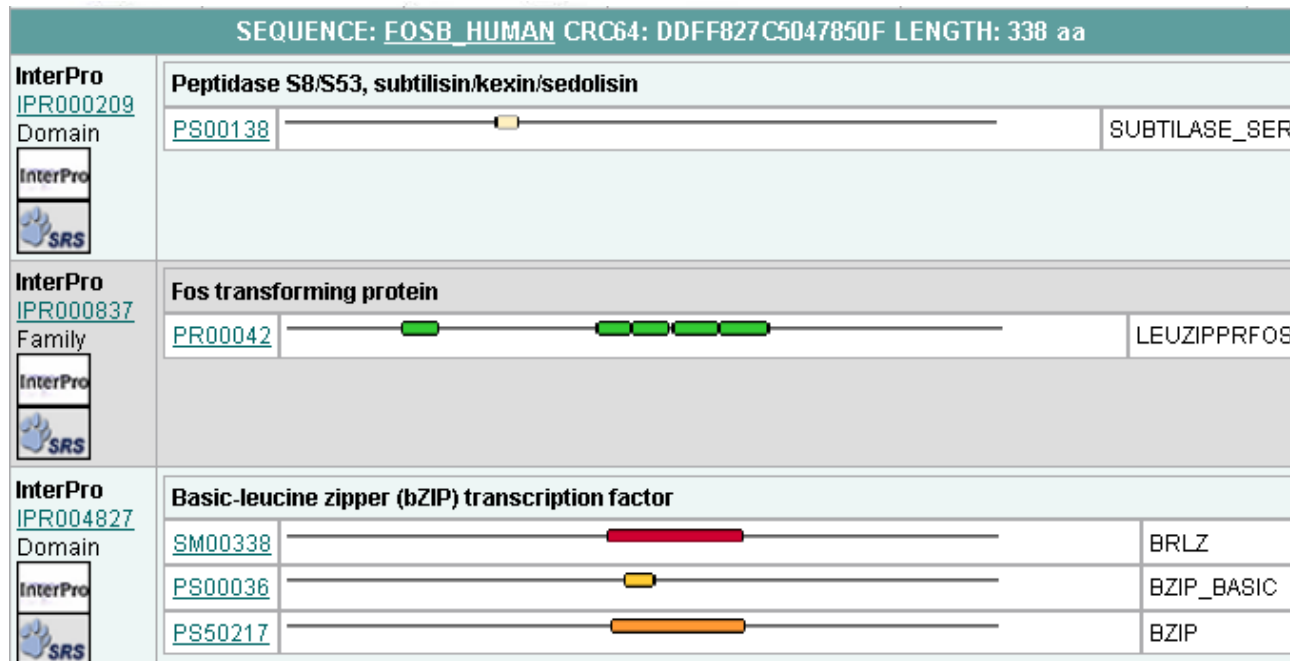 SEQUENCE: FOSB_HUMAN CRC64: DDFF827C5047850F LENGTH: 338 aa
InterPro
IPR000209
Domain
InterPro
SRS
Peptidase S8/S53, subtilisin/kexin/sedolisin
PS00138 SUBTILASE_SER
InterPro
IPR000837
Family
InterPro
SRS
Fos transforming protein
PR00042 LEUZIPPRFOS
InterPro
IPR004827
Domain
InterPro
SRS
Basic-leucine zipper (bZIP) transcription factor
SM00338 BRLZ
PS00036 BZIP_BASIC
PS50217 BZIP